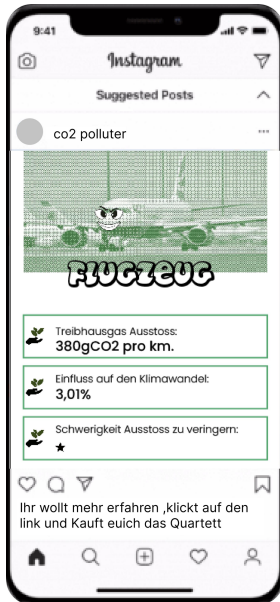 9:41
Instagram
Suggested Posts
co2 polluter
FLUGZEUG
Treibhausgas Ausstoss:
380gCO2 pro km.
Einfluss auf den Klimawandel:
3,01%
Schwerigkeit Ausstoss zu veringern:
★
Ihr wollt mehr erfahren ,klickt auf den
link und Kauft euich das Quartett